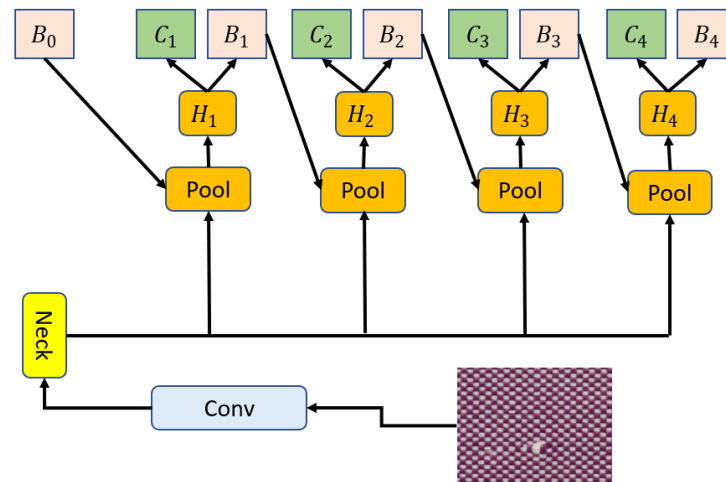 B₀ C₁ B₁ C₂ B₂ C₃ B₃ C₄ B₄
H₁ H₂ H₃ H₄
Pool Pool Pool Pool
Neck
Conv